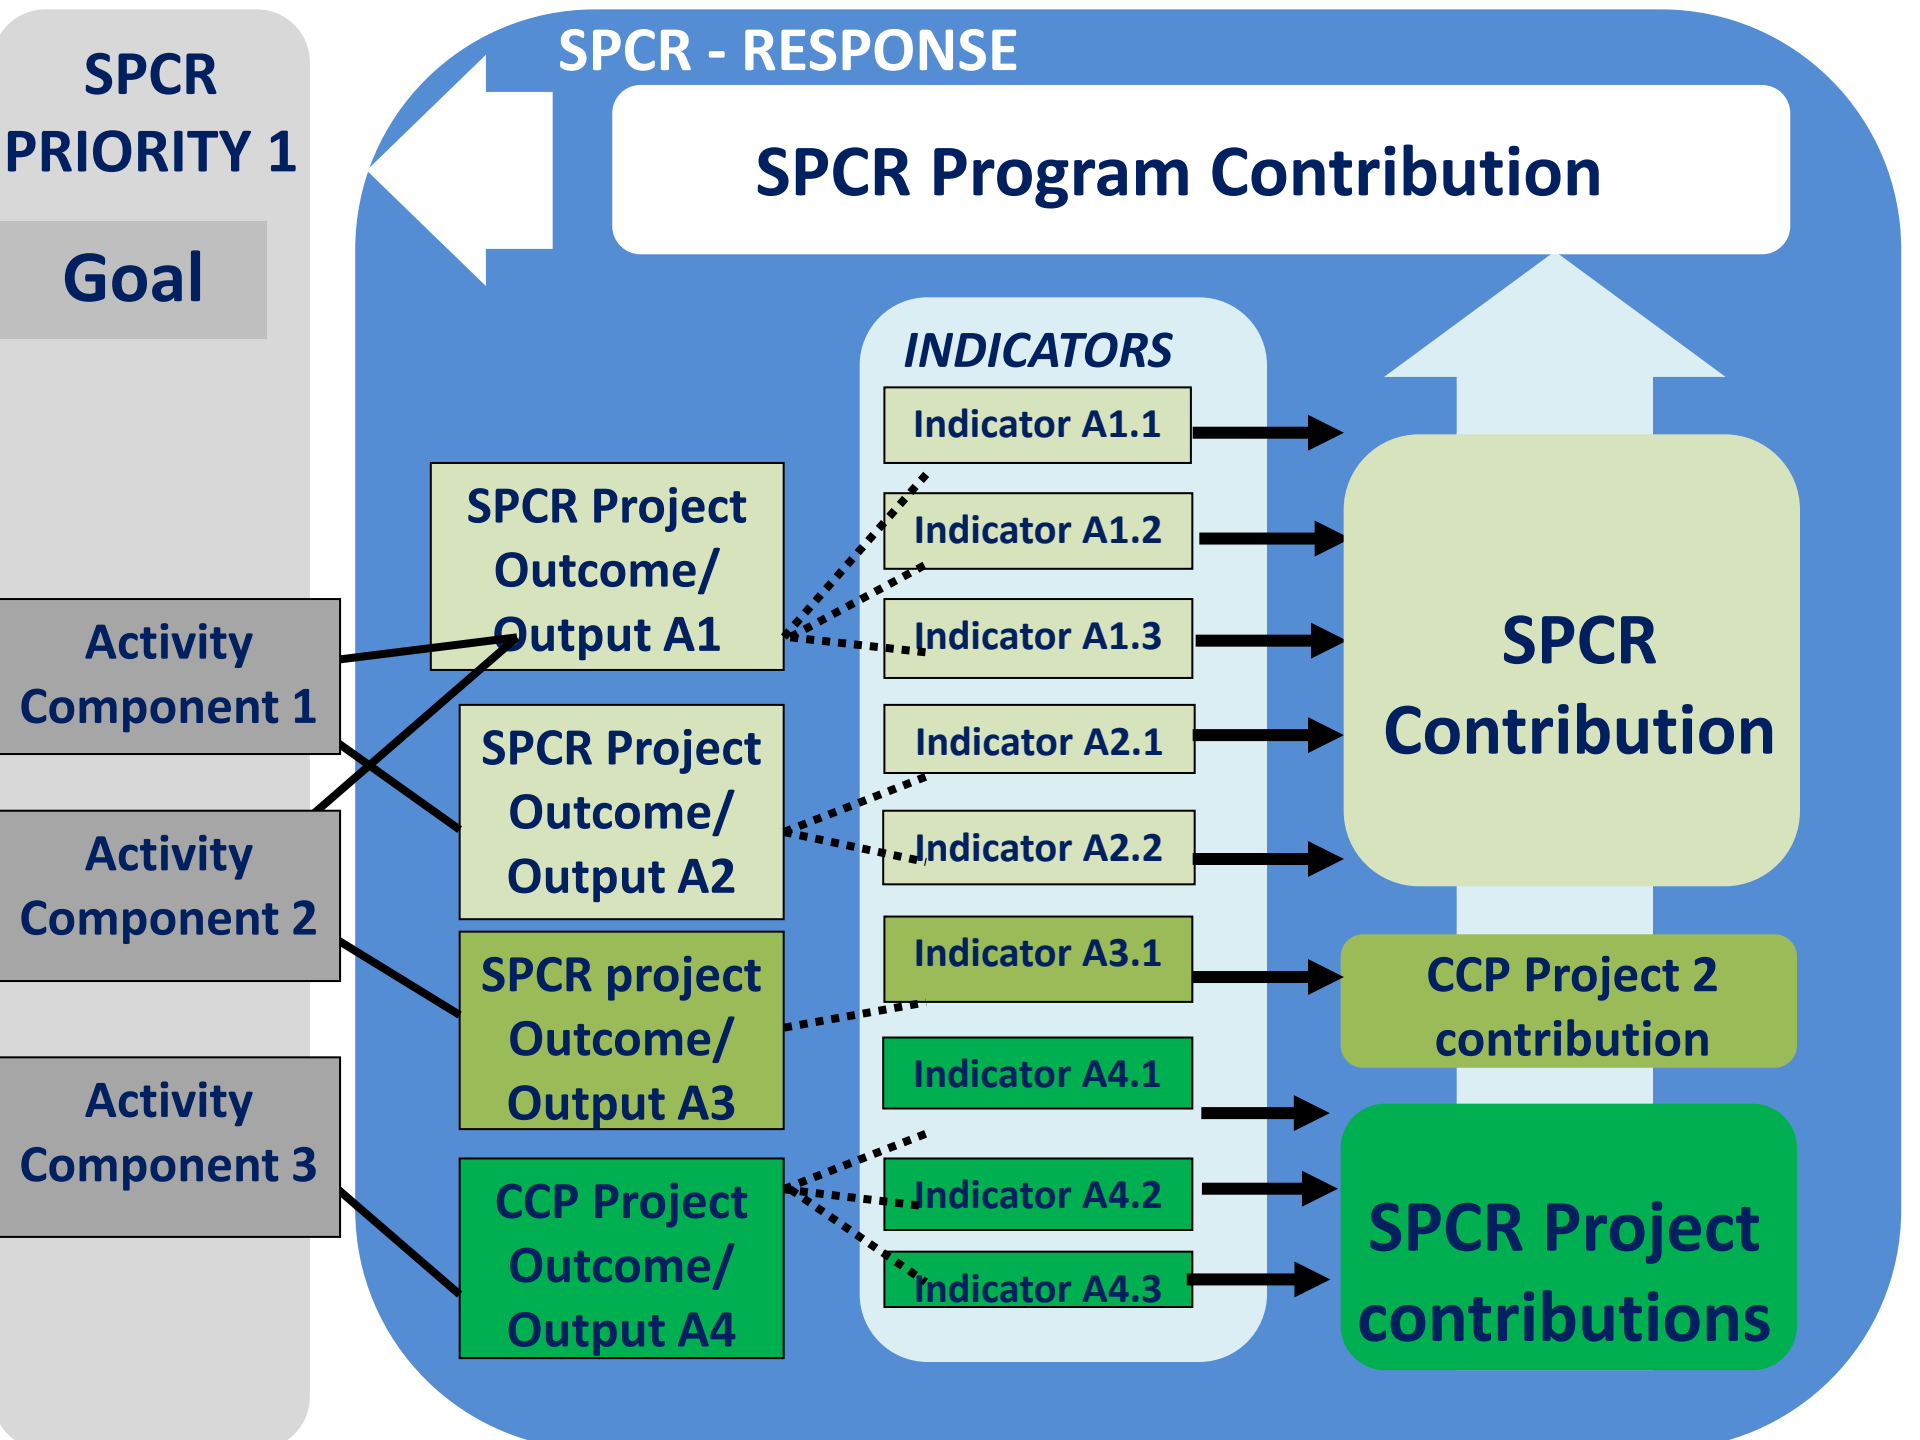 SPCR
PRIORITY 1
Goal
Activity
Component 1
Activity
Component 2
Activity
Component 3
SPCR - RESPONSE
SPCR Program Contribution
SPCR Project
Outcome/
Output A1
SPCR Project
Outcome/
Output A2
SPCR project
Outcome/
Output A3
CCP Project
Outcome/
Output A4
INDICATORS
Indicator A1.1
Indicator A1.2
Indicator A1.3
Indicator A2.1
Indicator A2.2
Indicator A3.1
Indicator A4.1
Indicator A4.2
Indicator A4.3
SPCR
Contribution
CCP Project 2
contribution
SPCR Project
contributions